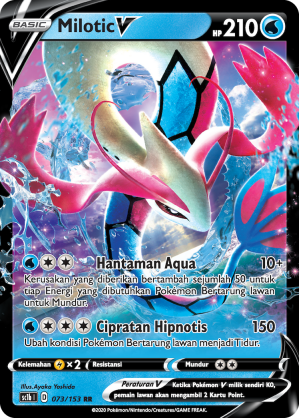 BASIC Milotic V HP 210
Hantaman Aqua 10+
Kerusakan yang diberikan bertambah sejumlah 50 untuk
tiap Energi yang dibutuhkan Pokémon Bertarung lawan
untuk Mundur.
Cipratan Hipnotis 150
Ubah kondisi Pokémon Bertarung lawan menjadi Tidur.
Kelemahan ×2 Resistansi Mundur
Illus.Ayaka Yoshida
sc1b I D 073/153 RR
Peraturan V Ketika Pokémon V milik sendiri KO,
pemain lawan akan mengambil 2 Kartu Point.
©2020 Pokémon/Nintendo/Creatures/GAME FREAK.